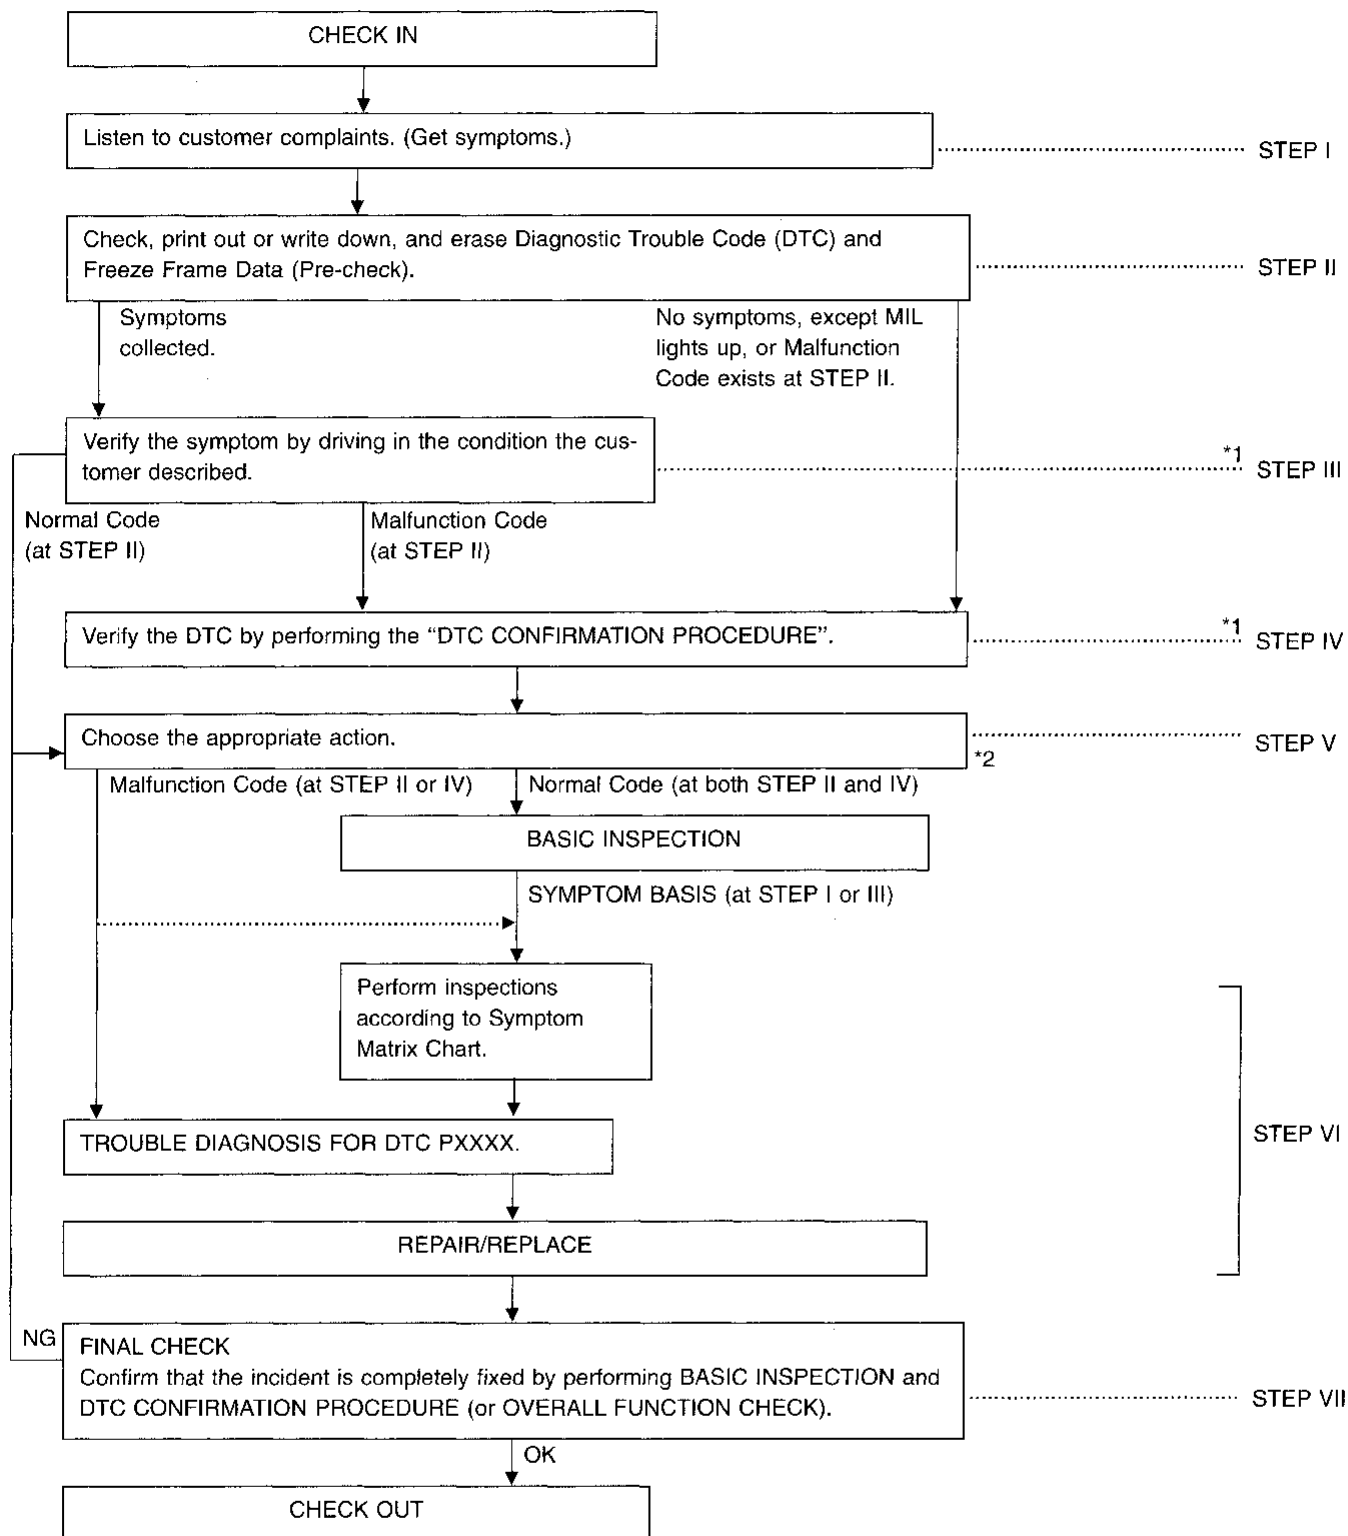 CHECK IN
Listen to customer complaints. (Get symptoms.)
STEP I
Check, print out or write down, and erase Diagnostic Trouble Code (DTC) and
Freeze Frame Data (Pre-check).
STEP II
Symptoms
collected.
No symptoms, except MIL
lights up, or Malfunction
Code exists at STEP II.
Verify the symptom by driving in the condition the cus-
tomer described.
*1
STEP III
Normal Code
(at STEP II)
Malfunction Code
(at STEP II)
Verify the DTC by performing the “DTC CONFIRMATION PROCEDURE”.
*1
STEP IV
Choose the appropriate action.
STEP V
*2
Malfunction Code (at STEP II or IV)
Normal Code (at both STEP II and IV)
BASIC INSPECTION
SYMPTOM BASIS (at STEP I or III)
Perform inspections
according to Symptom
Matrix Chart.
TROUBLE DIAGNOSIS FOR DTC PXXXX.
STEP VI
REPAIR/REPLACE
NG
FINAL CHECK
Confirm that the incident is completely fixed by performing BASIC INSPECTION and
DTC CONFIRMATION PROCEDURE (or OVERALL FUNCTION CHECK).
STEP VII
OK
CHECK OUT